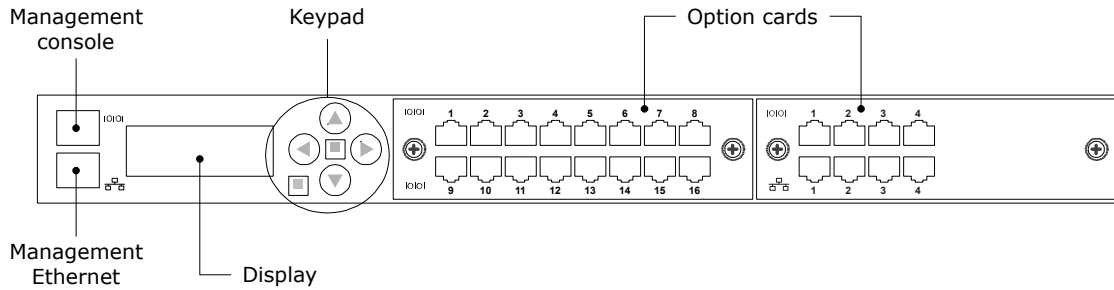 Management
console
Keypad
Option cards
IOIOI
IOIOI 1 2 3 4 5 6 7 8
IOIOI 1 2 3 4
IOIOI 9 10 11 12 13 14 15 16
1 2 3 4
Management
Ethernet
Display